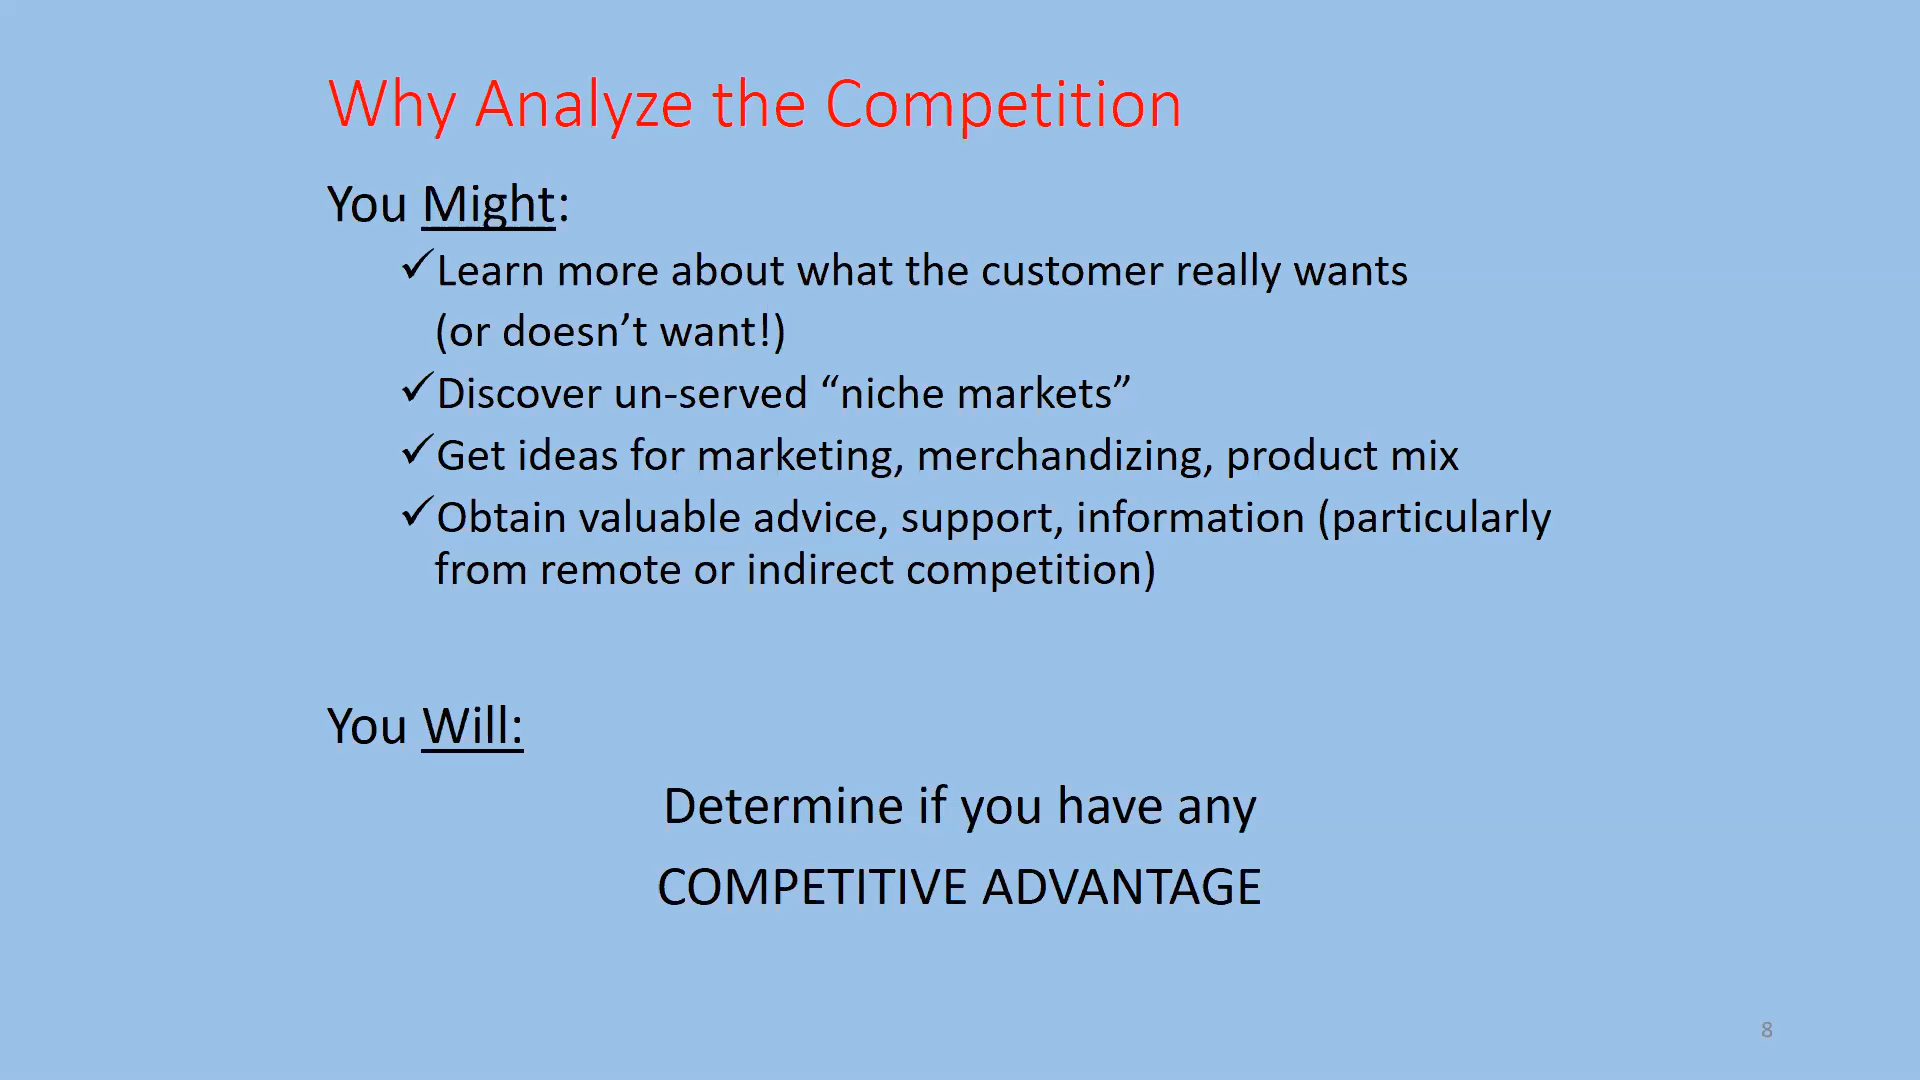 Why Analyze the Competition
You Might:
✓Learn more about what the customer really wants
(or doesn’t want!)
✓Discover un-served “niche markets”
✓Get ideas for marketing, merchandizing, product mix
✓Obtain valuable advice, support, information (particularly
from remote or indirect competition)
You Will:
Determine if you have any
COMPETITIVE ADVANTAGE
8